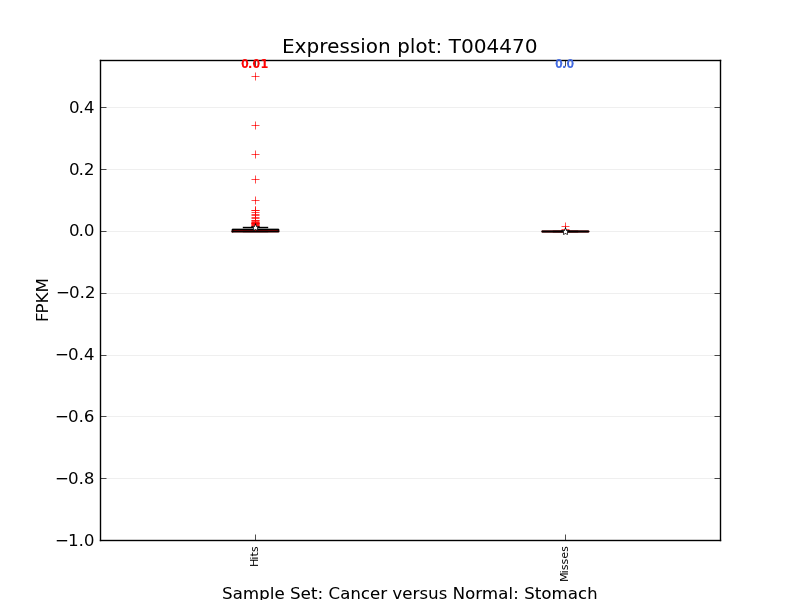 Expression plot: T004470
0.01
0.0
0.4
0.2
0.0
−0.2
−0.4
−0.6
−0.8
−1.0
FPKM
Hits
Misses
Sample Set: Cancer versus Normal: Stomach